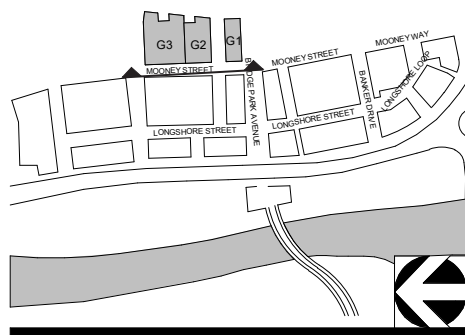 G3
G2
G1
MOONEY STREET
MOONEY STREET
MOONEY WAY
BRIDGE PARK AVENUE
BANKER DRIVE
LONGSHORE LOOP
LONGSHORE STREET
LONGSHORE STREET